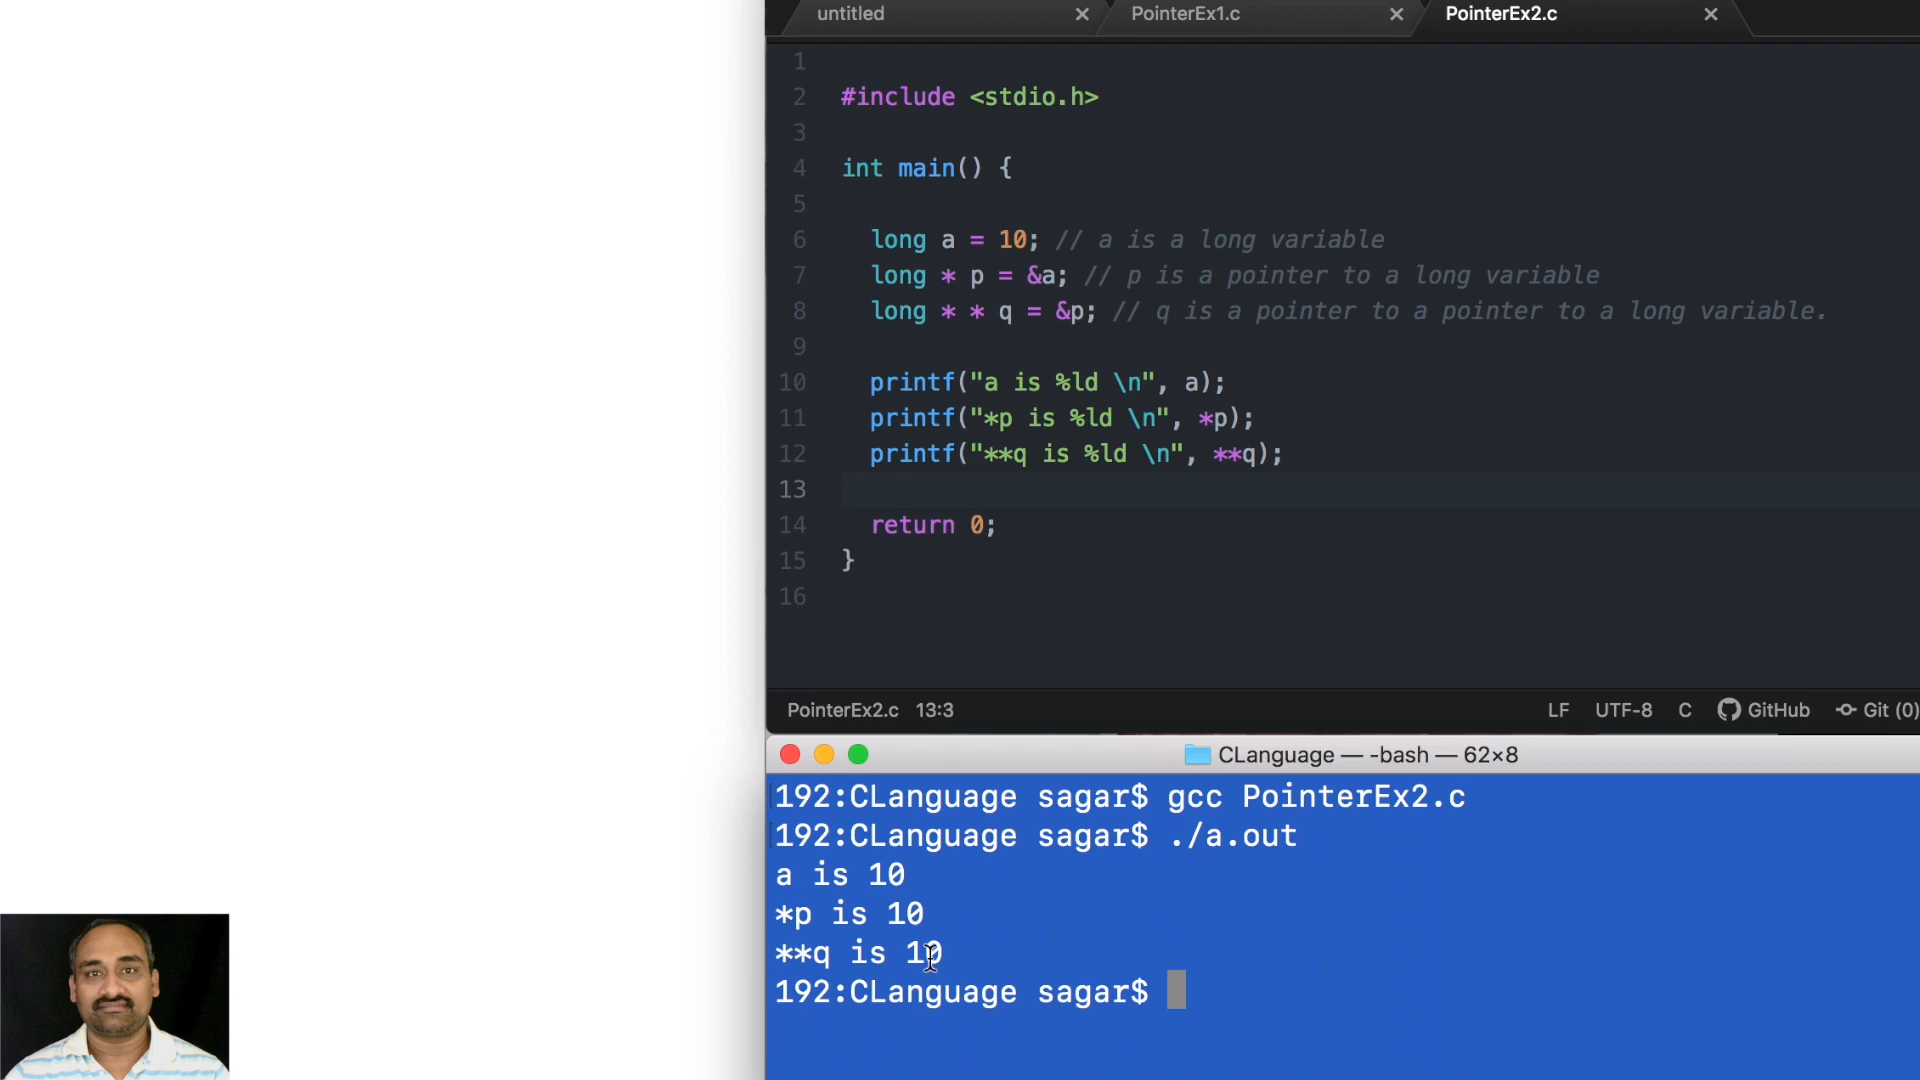 untitled
PointerEx1.c
PointerEx2.c
1
2 #include <stdio.h>
3
4 int main() {
5
6 long a = 10; // a is a long variable
7 long * p = &a; // p is a pointer to a long variable
8 long * * q = &p; // q is a pointer to a pointer to a long variable.
9
10 printf("a is %ld \n", a);
11 printf("*p is %ld \n", *p);
12 printf("**q is %ld \n", **q);
13
14 return 0;
15 }
16
PointerEx2.c 13:3 LF UTF-8 C GitHub Git (0)
CLanguage — -bash — 62×8
192:CLanguage sagar$ gcc PointerEx2.c
192:CLanguage sagar$ ./a.out
a is 10
*p is 10
**q is 10
192:CLanguage sagar$